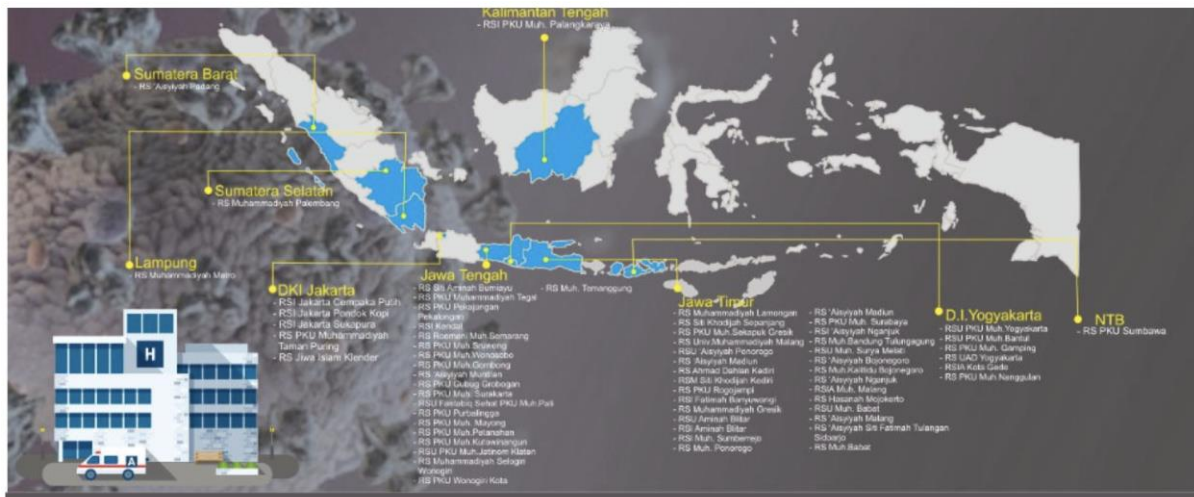 Kalimantan Tengah
- RSI PKU Muh. Palangkaraya
Sumatera Barat
- RS 'Aisyiyah Padang
Sumatera Selatan
- RS Muhammadiyah Palembang
Lampung
- RS Muhammadiyah Metro
DKI Jakarta
- RSI Jakarta Cempaka Putih
- RSI Jakarta Pondok Kopi
- RSI Jakarta Sukapura
- RS PKU Muhammadiyah
Taman Puring
- RS Jiwa Islam Klender
Jawa Tengah
- RS Siti Aminah Bumiayu
- RS PKU Muhammadiyah Tegal
- RS PKU Pekajangan
Pekalongan
- RSI Kendal
- RS Roemani Muh.Semarang
- RS PKU Muh. Sruweng
- RS PKU Muh.Wonosobo
- RS PKU Muh.Gombong
- RS 'Aisyiyah Muntilan
- RS PKU Gubug Grobogan
- RS PKU Muh. Surakarta
- RSU Fastabiq Sehat PKU Muh.Pati
- RS PKU Purbalingga
- RS PKU Muh. Mayong
- RS PKU Muh.Petanahan
- RS PKU Muh Kutowinangun
- RSU PKU Muh.Jatinom Klaten
- RS Muhammadiyah Selogiri
Wonogiri
- RS PKU Wonogiri Kota
- RS Muh. Temanggung
Jawa Timur
- RS Muhammadiyah Lamongan
- RS Siti Khodijah Sepanjang
- RS PKU Muh.Sekapuk Gresik
- RS Univ.Muhammadiyah Malang
- RSU 'Aisyiyah Ponorogo
- RS 'Aisyiyah Madiun
- RS Ahmad Dahlan Kediri
- RSM Siti Khodijah Kediri
- RS PKU Rogojampi
- RSI Fatimah Banyuwangi
- RS Muhammadiyah Gresik
- RSU Aminah Blitar
- RSI Aminah Blitar
- RSI Muh. Sumberrejo
- RS Muh. Ponorogo
- RS 'Aisyiyah Madiun
- RS PKU Muh. Surabaya
- RSI 'Aisyiyah Nganjuk
- RS Muh.Bandung Tulungagung
- RSU Muh. Surya Melati
- RS 'Aisyiyah Bojonegoro
- RS Muh.Kalitidu Bojonegoro
- RS 'Aisyiyah Nganjuk
- RSIA Muh. Malang
- RS Hasanah Mojokerto
- RSU Muh. Babat
- RS 'Aisyiyah Malang
- RS 'Aisyiyah Siti Fatimah Tulangan
Sidoarjo
- RS Muh.Babat
D.I.Yogyakarta
- RSU PKU Muh.Yogyakarta
- RSU PKU Muh.Bantul
- RS PKU Muh. Gamping
- RS UAD Yogyakarta
- RSIA Kota Gede
- RS PKU Muh.Nanggulan
NTB
- RS PKU Sumbawa
H
A